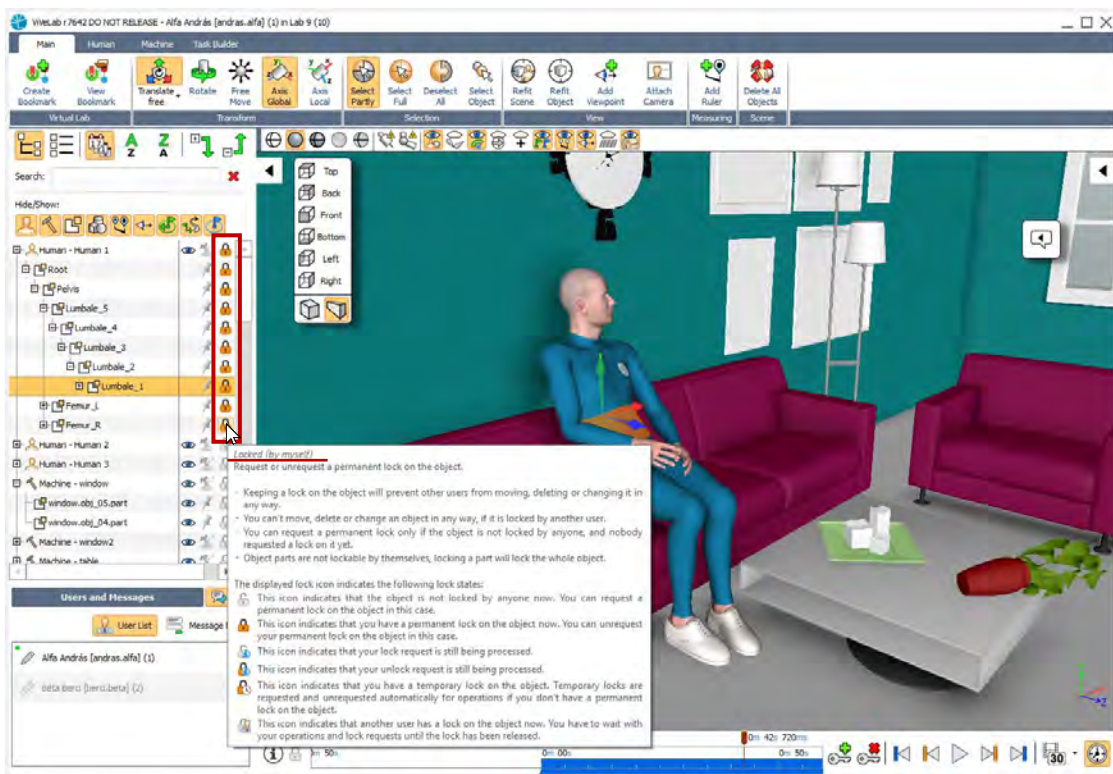 ViveLab r7642 DO NOT RELEASE - Alfa András [andras.alfa] (1) in Lab 9 (10)
Main Human Machine Task Builder
Create Bookmark View Bookmark Translate free Rotate Free Move Axis Global Axis Local Select Partly Select Full Deselect All Select Object Refit Scene Refit Object Add Viewpoint Attach Camera Add Ruler Delete All Objects
Virtual Lab Transform Selection View Measuring Scene
Search:
Hide/Show:
Top
Back
Front
Bottom
Left
Right
Human - Human 1
Root
Pelvis
Lumbale_5
Lumbale_4
Lumbale_3
Lumbale_2
Lumbale_1
Femur_L
Femur_R
Human - Human 2
Human - Human 3
Machine - window
window.obj_05.part
window.obj_04.part
Machine - window2
Machine - table
Locked (by myself)
Request or unrequest a permanent lock on the object.
- Keeping a lock on the object will prevent other users from moving, deleting or changing it in
any way.
- You can't move, delete or change an object in any way, if it is locked by another user.
- You can request a permanent lock only if the object is not locked by anyone, and nobody
requested a lock on it yet.
- Object parts are not lockable by themselves, locking a part will lock the whole object.
The displayed lock icon indicates the following lock states:
This icon indicates that the object is not locked by anyone now. You can request a
permanent lock on the object in this case.
This icon indicates that you have a permanent lock on the object now. You can unrequest
your permanent lock on the object in this case.
This icon indicates that your lock request is still being processed.
This icon indicates that your unlock request is still being processed.
This icon indicates that you have a temporary lock on the object. Temporary locks are
requested and unrequested automatically for operations if you don't have a permanent
lock on the object.
This icon indicates that another user has a lock on the object now. You have to wait with
your operations and lock requests until the lock has been released.
Users and Messages
User List Message
Alfa András [andras.alfa] (1)
béta berci [berci.beta] (2)
0m 42s 720ms
50s 0m 00s 0m 50s
30
Z